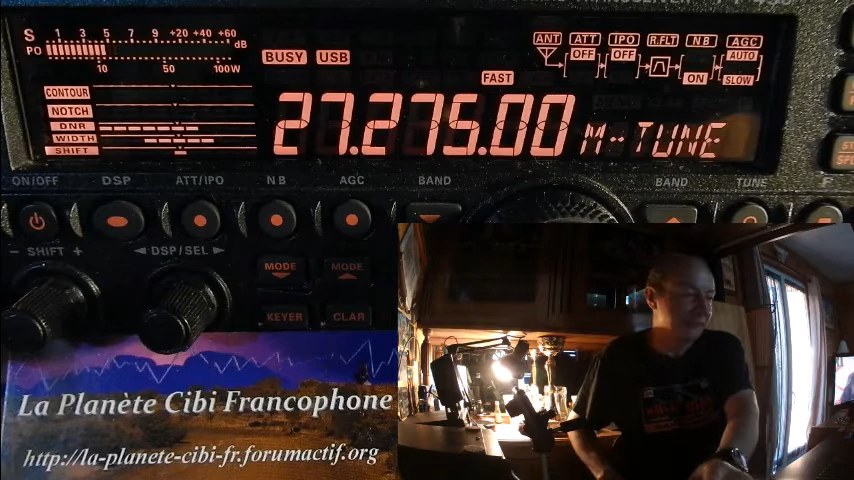 S 1 3 5 7 9 +20 +40 +60 dB
PO 10 50 100W
BUSY USB
FAST
ANT ATT IPO R.FLT NB AGC
OFF OFF AUTO
ON SLOW
CONTOUR
NOTCH
DNR
WIDTH
SHIFT
27.275.00 M-TUNE
ON/OFF DSP ATT/IPO NB AGC BAND BAND TUNE
- SHIFT + ◄DSP/SEL►
MODE MODE
KEYER CLAR
La Planète Cibi Francophone
http://la-planete-cibi-fr.forumactif.org